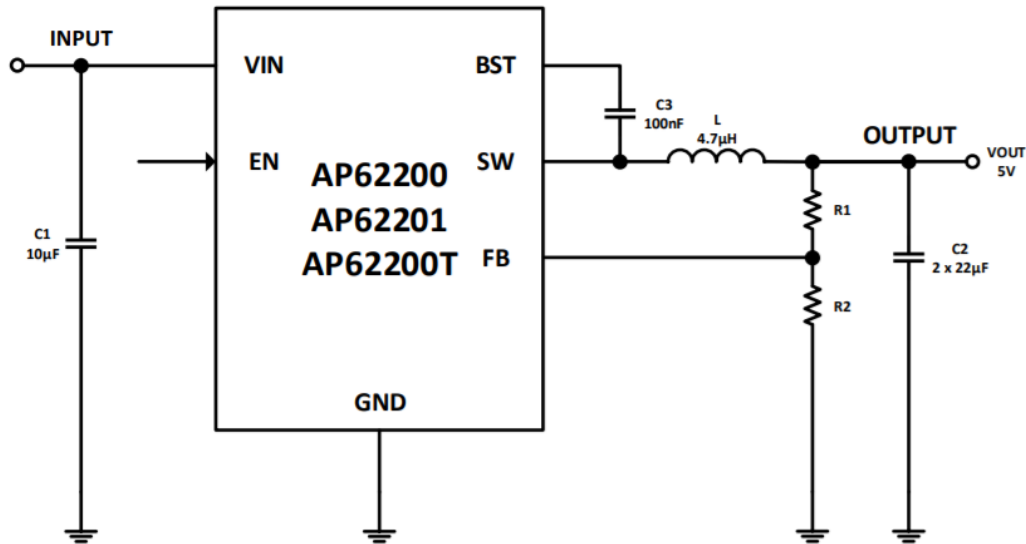 INPUT
VIN
BST
C3
100nF
L
4.7µH
OUTPUT
VOUT
5V
EN
SW
AP62200
AP62201
AP62200T
R1
C1
10µF
FB
C2
2 x 22µF
R2
GND